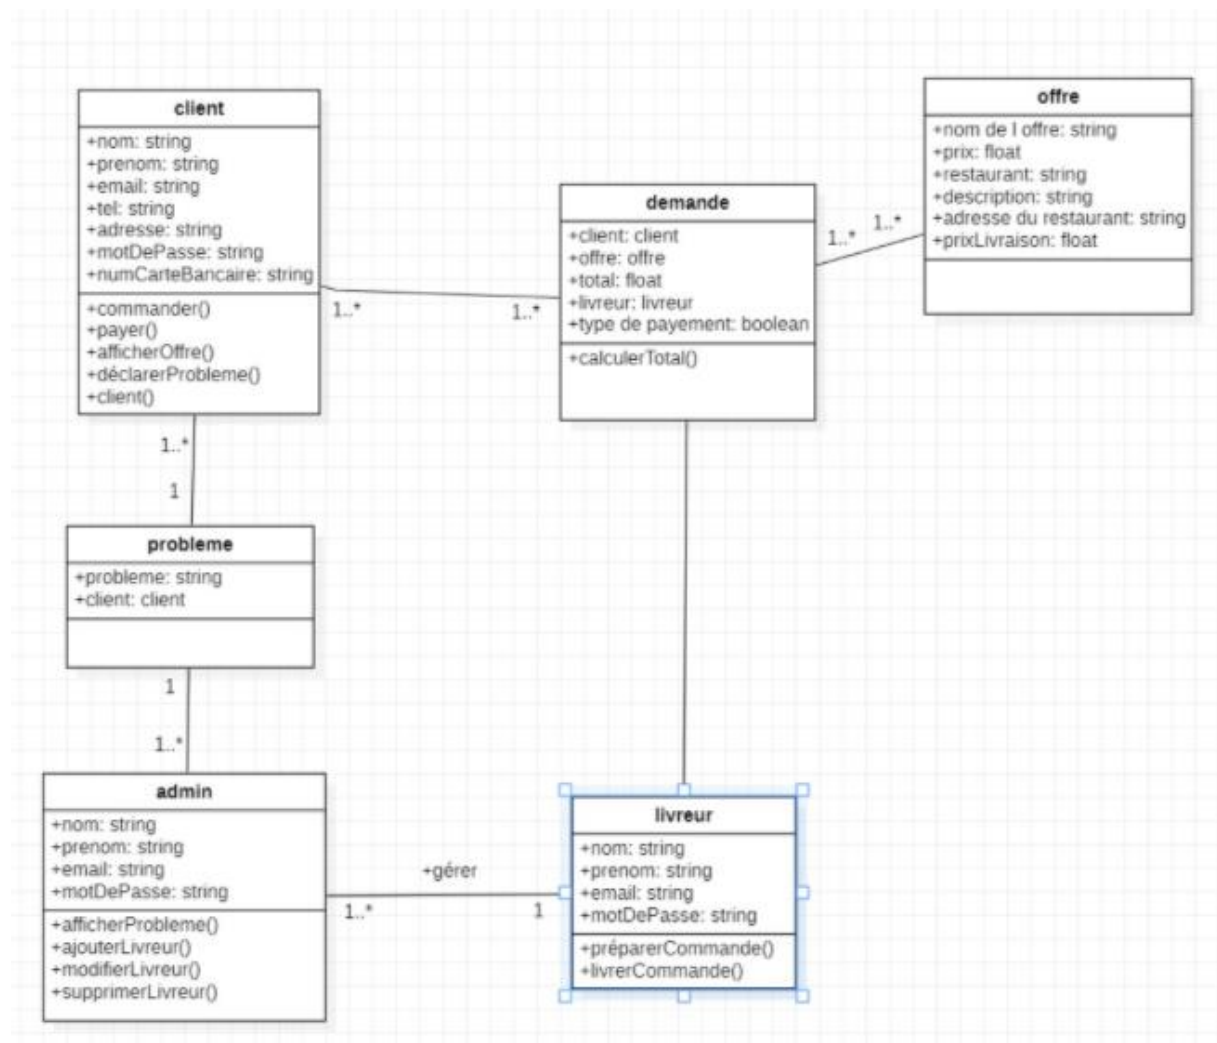 client
+nom: string
+prenom: string
+email: string
+tel: string
+adresse: string
+motDePasse: string
+numCarteBancaire: string
+commander()
+payer()
+afficherOffre()
+déclarerProbleme()
+client()
1..*
1..*
demande
+client: client
+offre: offre
+total: float
+livreur: livreur
+type de payement: boolean
+calculerTotal()
1..*
1..*
offre
+nom de l offre: string
+prix: float
+restaurant: string
+description: string
+adresse du restaurant: string
+prixLivraison: float
1..*
1
probleme
+probleme: string
+client: client
1
1..*
admin
+nom: string
+prenom: string
+email: string
+motDePasse: string
+afficherProbleme()
+ajouterLivreur()
+modifierLivreur()
+supprimerLivreur()
+gérer
1..*
1
livreur
+nom: string
+prenom: string
+email: string
+motDePasse: string
+préparerCommande()
+livrerCommande()